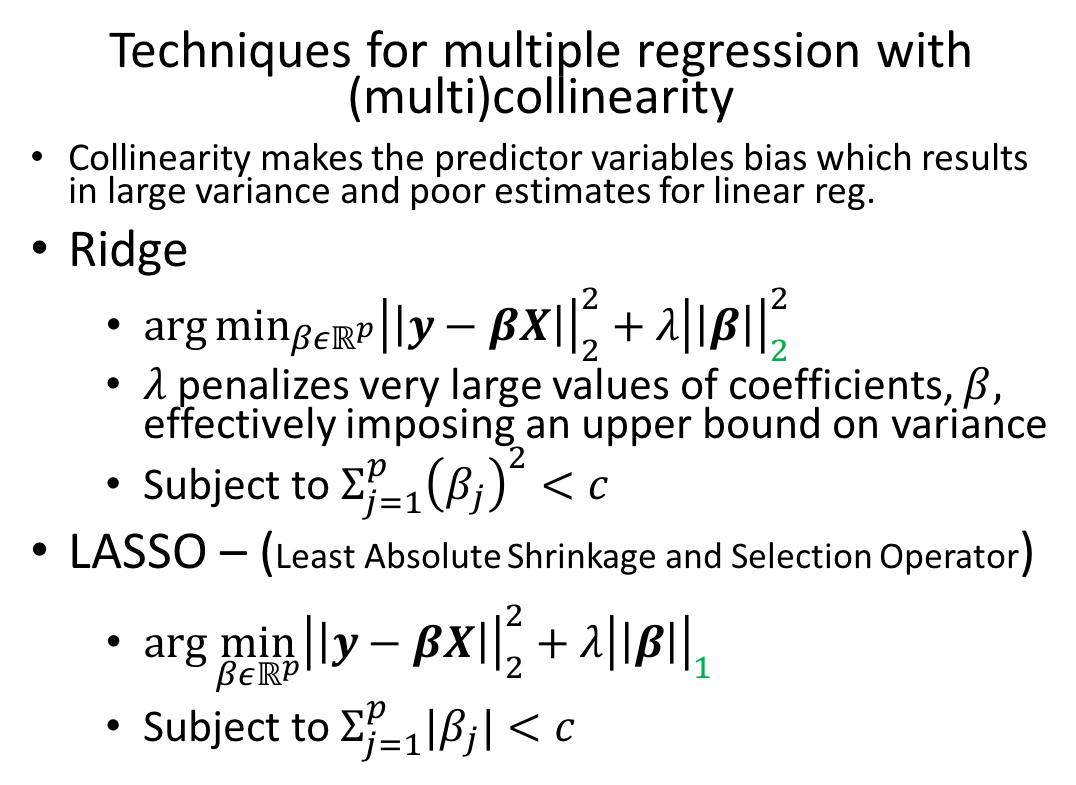 Techniques for multiple regression with
(multi)collinearity
• Collinearity makes the predictor variables bias which results
in large variance and poor estimates for linear reg.
• Ridge
• arg min_{βϵℝ^p} ||𝒚 − 𝜷𝑿||_2^2 + λ||𝜷||_2^2
• λ penalizes very large values of coefficients, β,
effectively imposing an upper bound on variance
• Subject to Σ_{j=1}^p (β_j)^2 < c
• LASSO – (Least Absolute Shrinkage and Selection Operator)
• arg min_{βϵℝ^p} ||𝒚 − 𝜷𝑿||_2^2 + λ||𝜷||_1
• Subject to Σ_{j=1}^p |β_j| < c